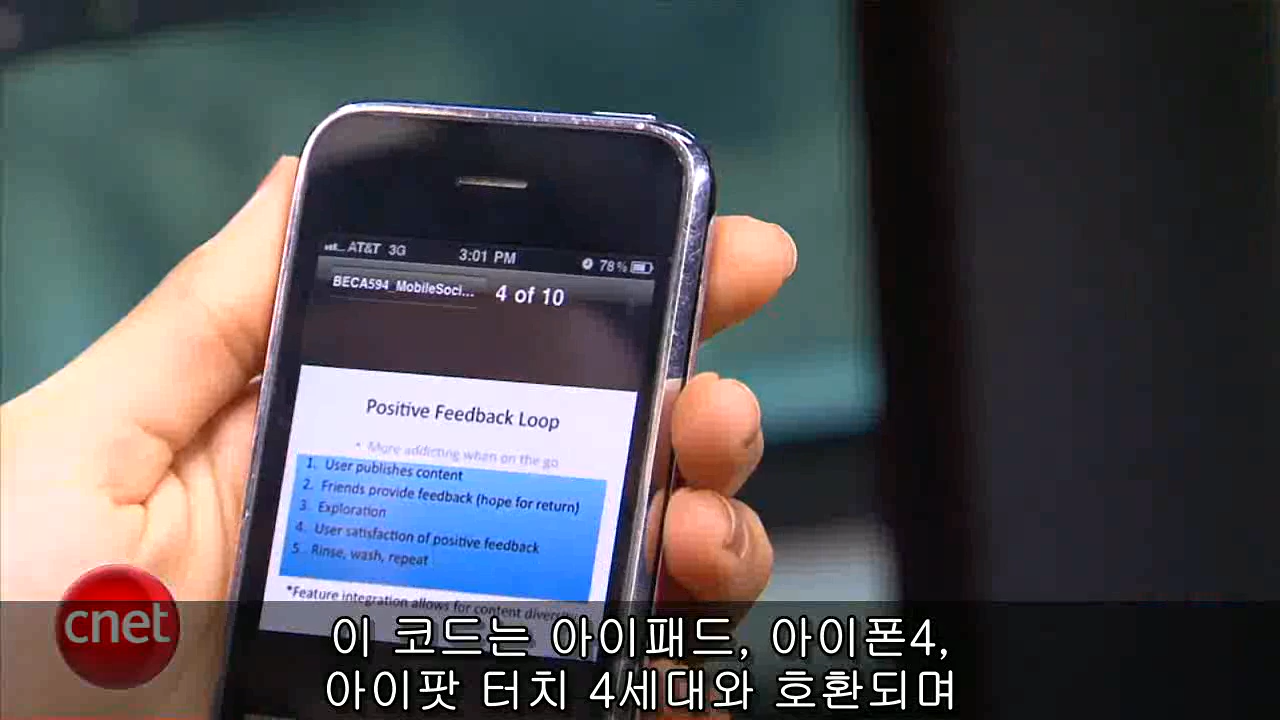 AT&T 3G 3:01 PM 78%
BECA594_MobileSoci... 4 of 10
Positive Feedback Loop
• More addicting when on the go
1. User publishes content
2. Friends provide feedback (hope for return)
3. Exploration
4. User satisfaction of positive feedback
5. Rinse, wash, repeat
*Feature integration allows for content
cnet
이 코드는 아이패드, 아이폰4,
아이팟 터치 4세대와 호환되며